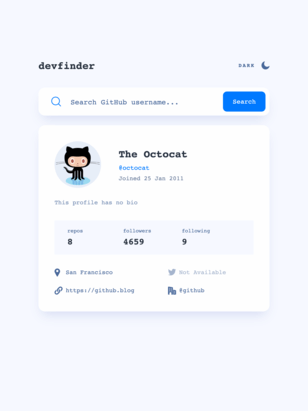 devfinder
DARK
Search GitHub username...
Search
The Octocat
@octocat
Joined 25 Jan 2011
This profile has no bio
repos
followers
following
8
4659
9
San Francisco
Not Available
https://github.blog
@github